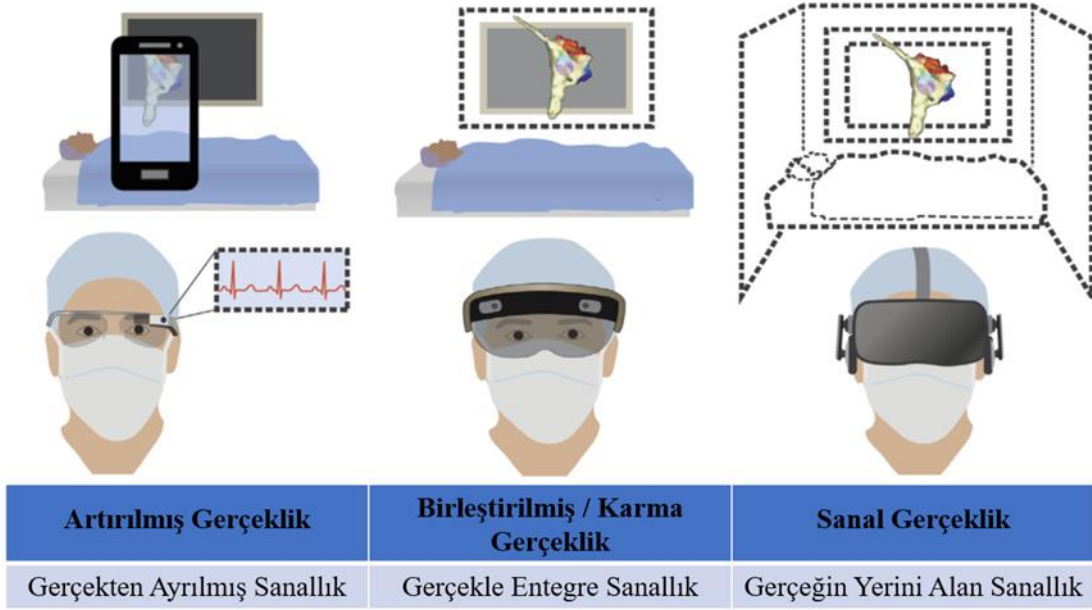 Artırılmış Gerçeklik
Birleştirilmiş / Karma
Gerçeklik
Sanal Gerçeklik
Gerçekten Ayrılmış Sanallık
Gerçekle Entegre Sanallık
Gerçeğin Yerini Alan Sanallık